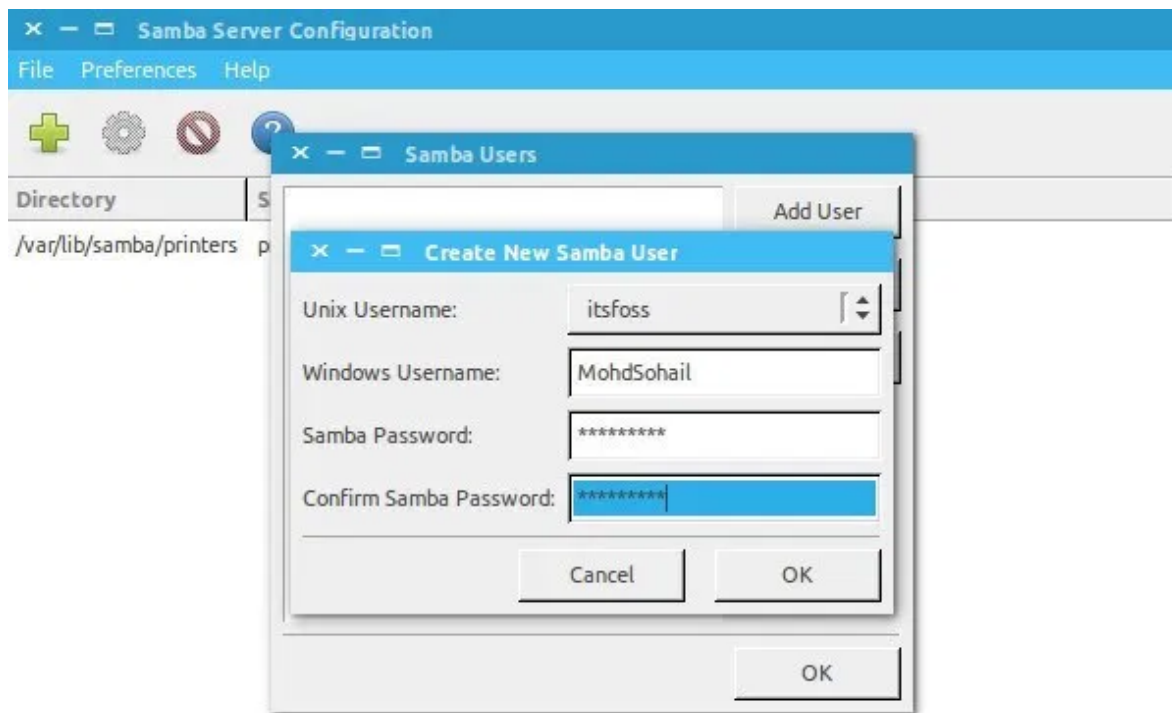 Samba Server Configuration
File Preferences Help
Samba Users
Directory S
Add User
/var/lib/samba/printers p
Create New Samba User
Unix Username: itsfoss
Windows Username: MohdSohail
Samba Password: *********
Confirm Samba Password: *********
Cancel OK
OK